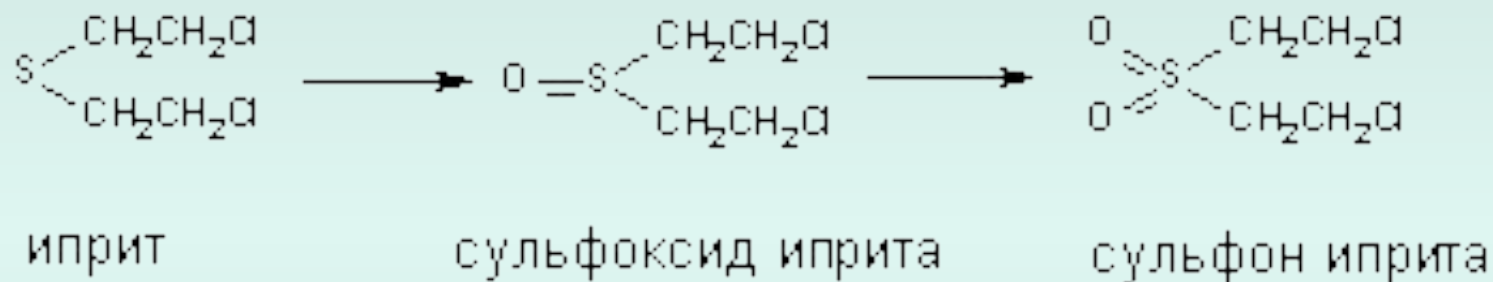 CH2CH2Cl CH2CH2Cl O CH2CH2Cl
S O = S S
CH2CH2Cl CH2CH2Cl O CH2CH2Cl
иприт сульфоксид иприта сульфон иприта